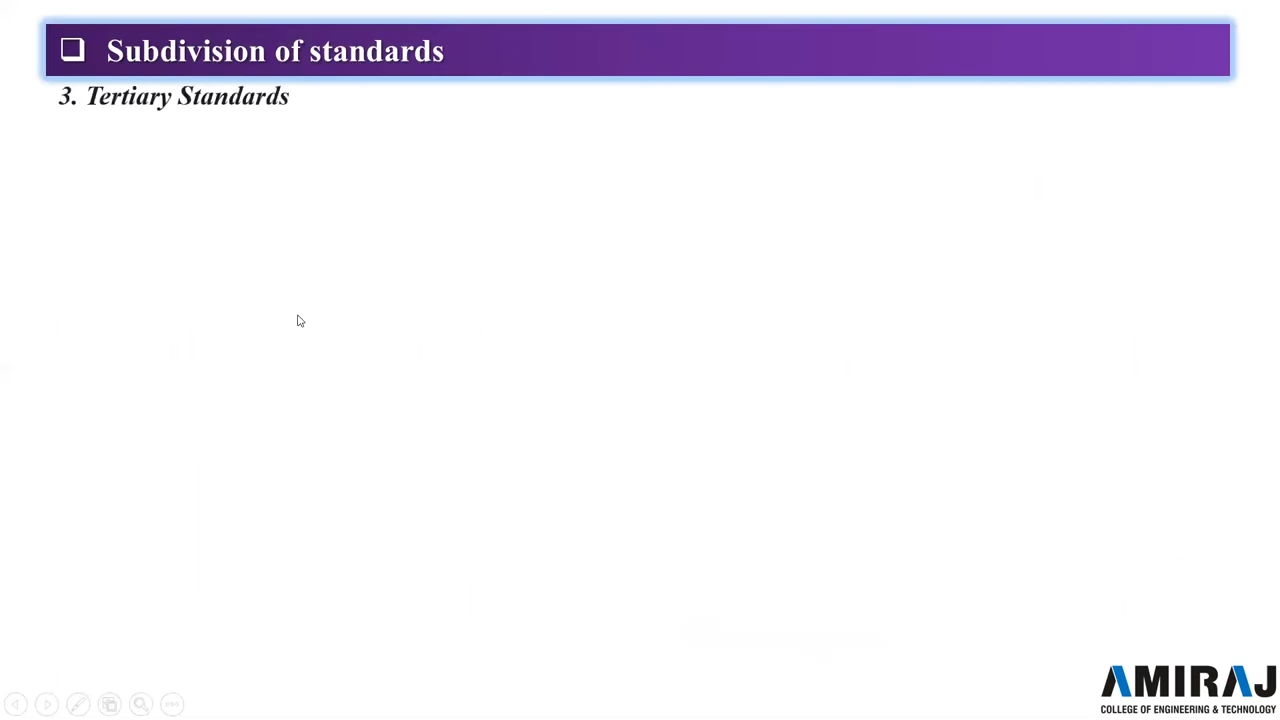 Subdivision of standards
3. Tertiary Standards
AMIRAJ
COLLEGE OF ENGINEERING & TECHNOLOGY